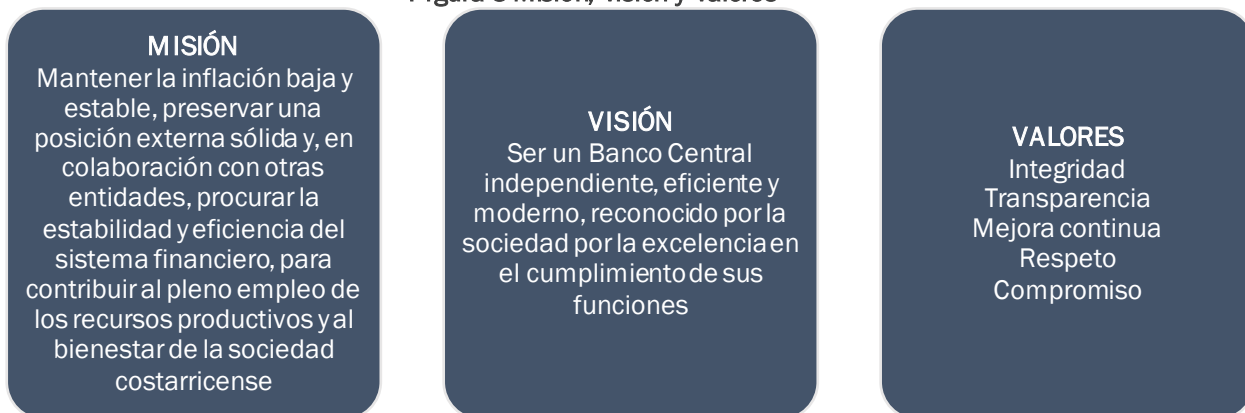 MISIÓN
Mantener la inflación baja y
estable, preservar una
posición externa sólida y, en
colaboración con otras
entidades, procurar la
estabilidad y eficiencia del
sistema financiero, para
contribuir al pleno empleo de
los recursos productivos y al
bienestar de la sociedad
costarricense
VISIÓN
Ser un Banco Central
independiente, eficiente y
moderno, reconocido por la
sociedad por la excelencia en
el cumplimiento de sus
funciones
VALORES
Integridad
Transparencia
Mejora continua
Respeto
Compromiso